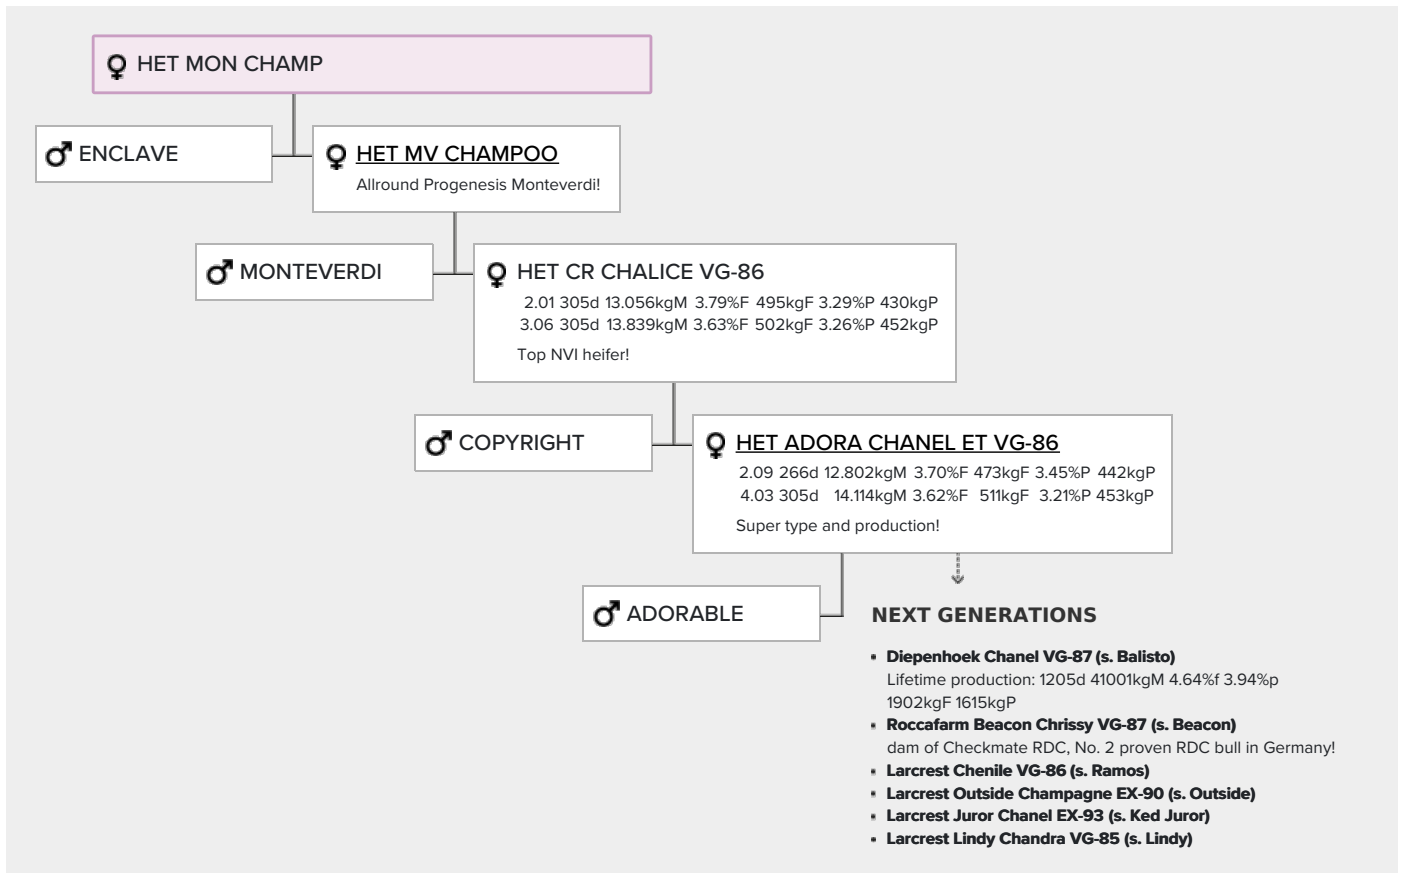 HET MON CHAMP
ENCLAVE
HET MV CHAMPOO
Allround Progenesis Monteverdi!
MONTEVERDI
HET CR CHALICE VG-86
2.01 305d 13.056kgM 3.79%F 495kgF 3.29%P 430kgP
3.06 305d 13.839kgM 3.63%F 502kgF 3.26%P 452kgP
Top NVI heifer!
COPYRIGHT
HET ADORA CHANEL ET VG-86
2.09 266d 12.802kgM 3.70%F 473kgF 3.45%P 442kgP
4.03 305d 14.114kgM 3.62%F 511kgF 3.21%P 453kgP
Super type and production!
ADORABLE
NEXT GENERATIONS
Diepenhoek Chanel VG-87 (s. Balisto)
Lifetime production: 1205d 41001kgM 4.64%f 3.94%p
1902kgF 1615kgP
Roccafarm Beacon Chrissy VG-87 (s. Beacon)
dam of Checkmate RDC, No. 2 proven RDC bull in Germany!
Larcrest Chenile VG-86 (s. Ramos)
Larcrest Outside Champagne EX-90 (s. Outside)
Larcrest Juror Chanel EX-93 (s. Ked Juror)
Larcrest Lindy Chandra VG-85 (s. Lindy)